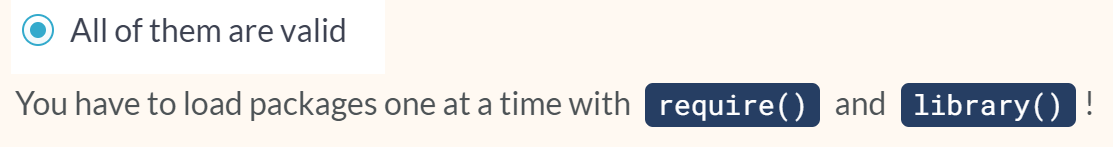 All of them are valid
You have to load packages one at a time with require() and library() !